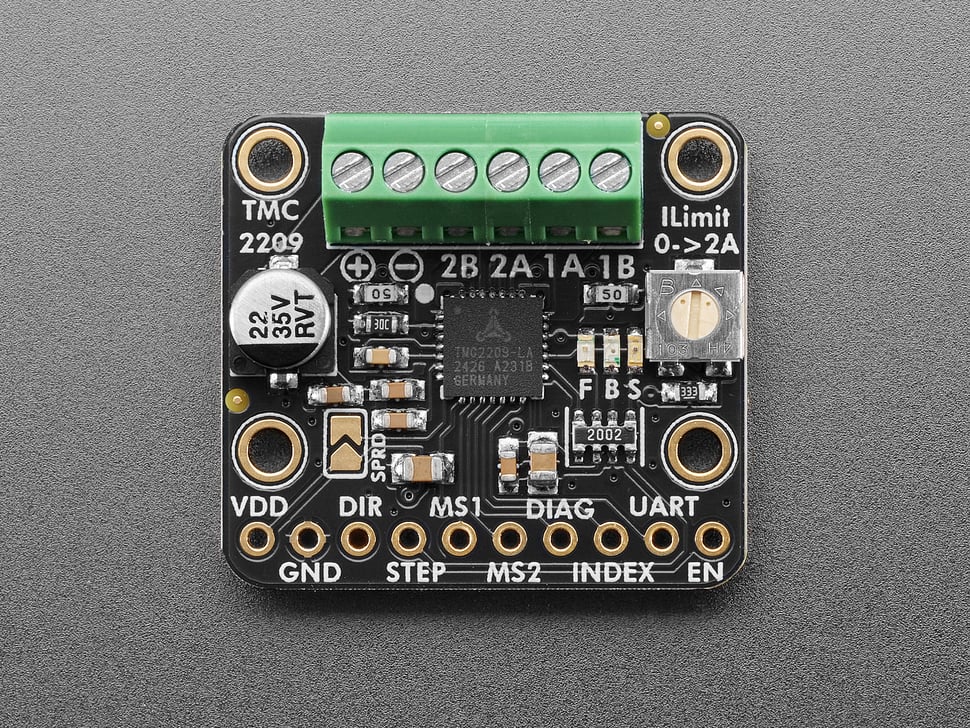 TMC
2209
ILimit
0->2A
+ - 2B 2A 1A 1B
22
35V
RVT
50
30C
50
TMC2209-LA
2426 A231B
GERMANY
F B S
333
2002
SPRD
VDD DIR MS1 DIAG UART
GND STEP MS2 INDEX EN